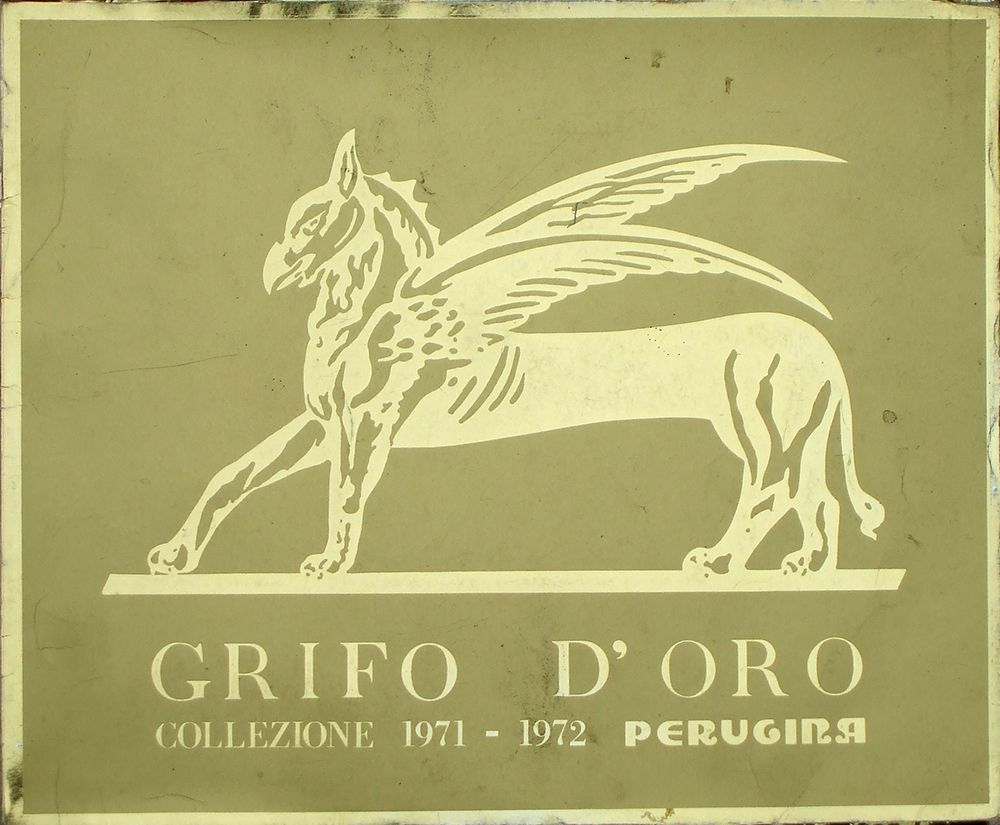 GRIFO D'ORO
COLLEZIONE 1971 - 1972 PERUGINA